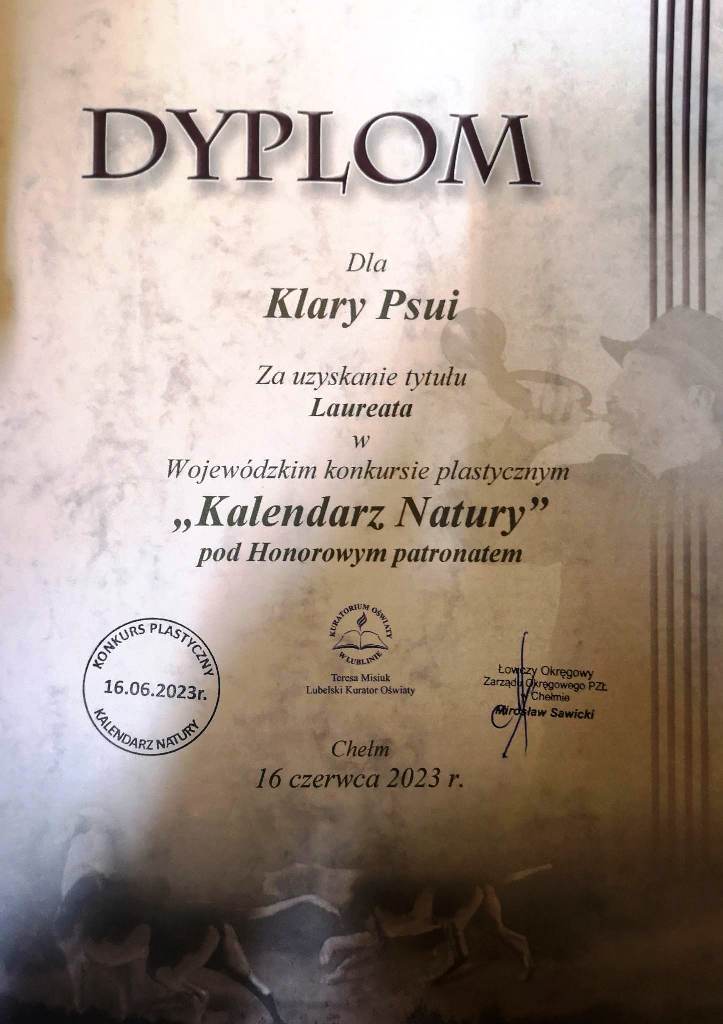 DYPLOM
Dla
Klary Psui
Za uzyskanie tytułu
Laureata
w
Wojewódzkim konkursie plastycznym
„Kalendarz Natury”
pod Honorowym patronatem
KONKURS PLASTYCZNY
16.06.2023r.
KALENDARZ NATURY
KURATORIUM OŚWIATY
W LUBLINIE
Teresa Misiuk
Lubelski Kurator Oświaty
Łowczy Okręgowy
Zarządu Okręgowego PZŁ
w Chełmie
Mirosław Sawicki
Chełm
16 czerwca 2023 r.